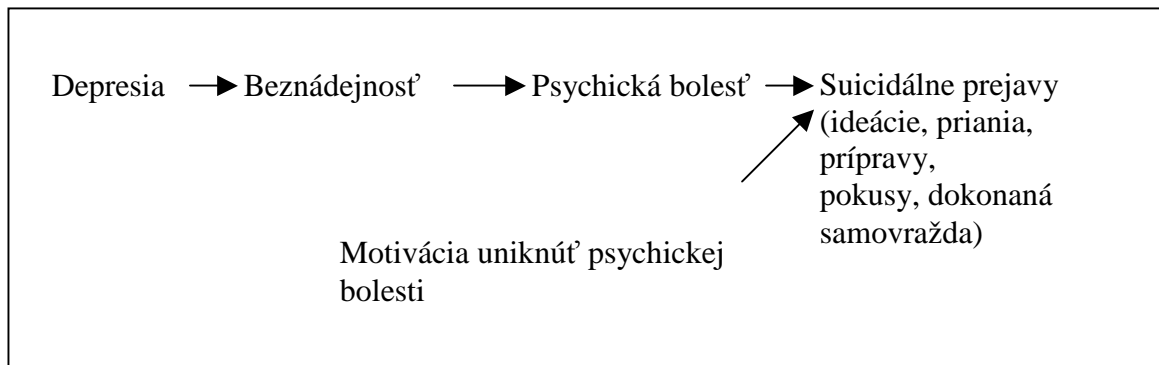 Depresia Beznádejnosť Psychická bolesť Suicidálne prejavy
(ideácie, priania,
prípravy,
pokusy, dokonaná
samovražda)
Motivácia uniknúť psychickej
bolesti